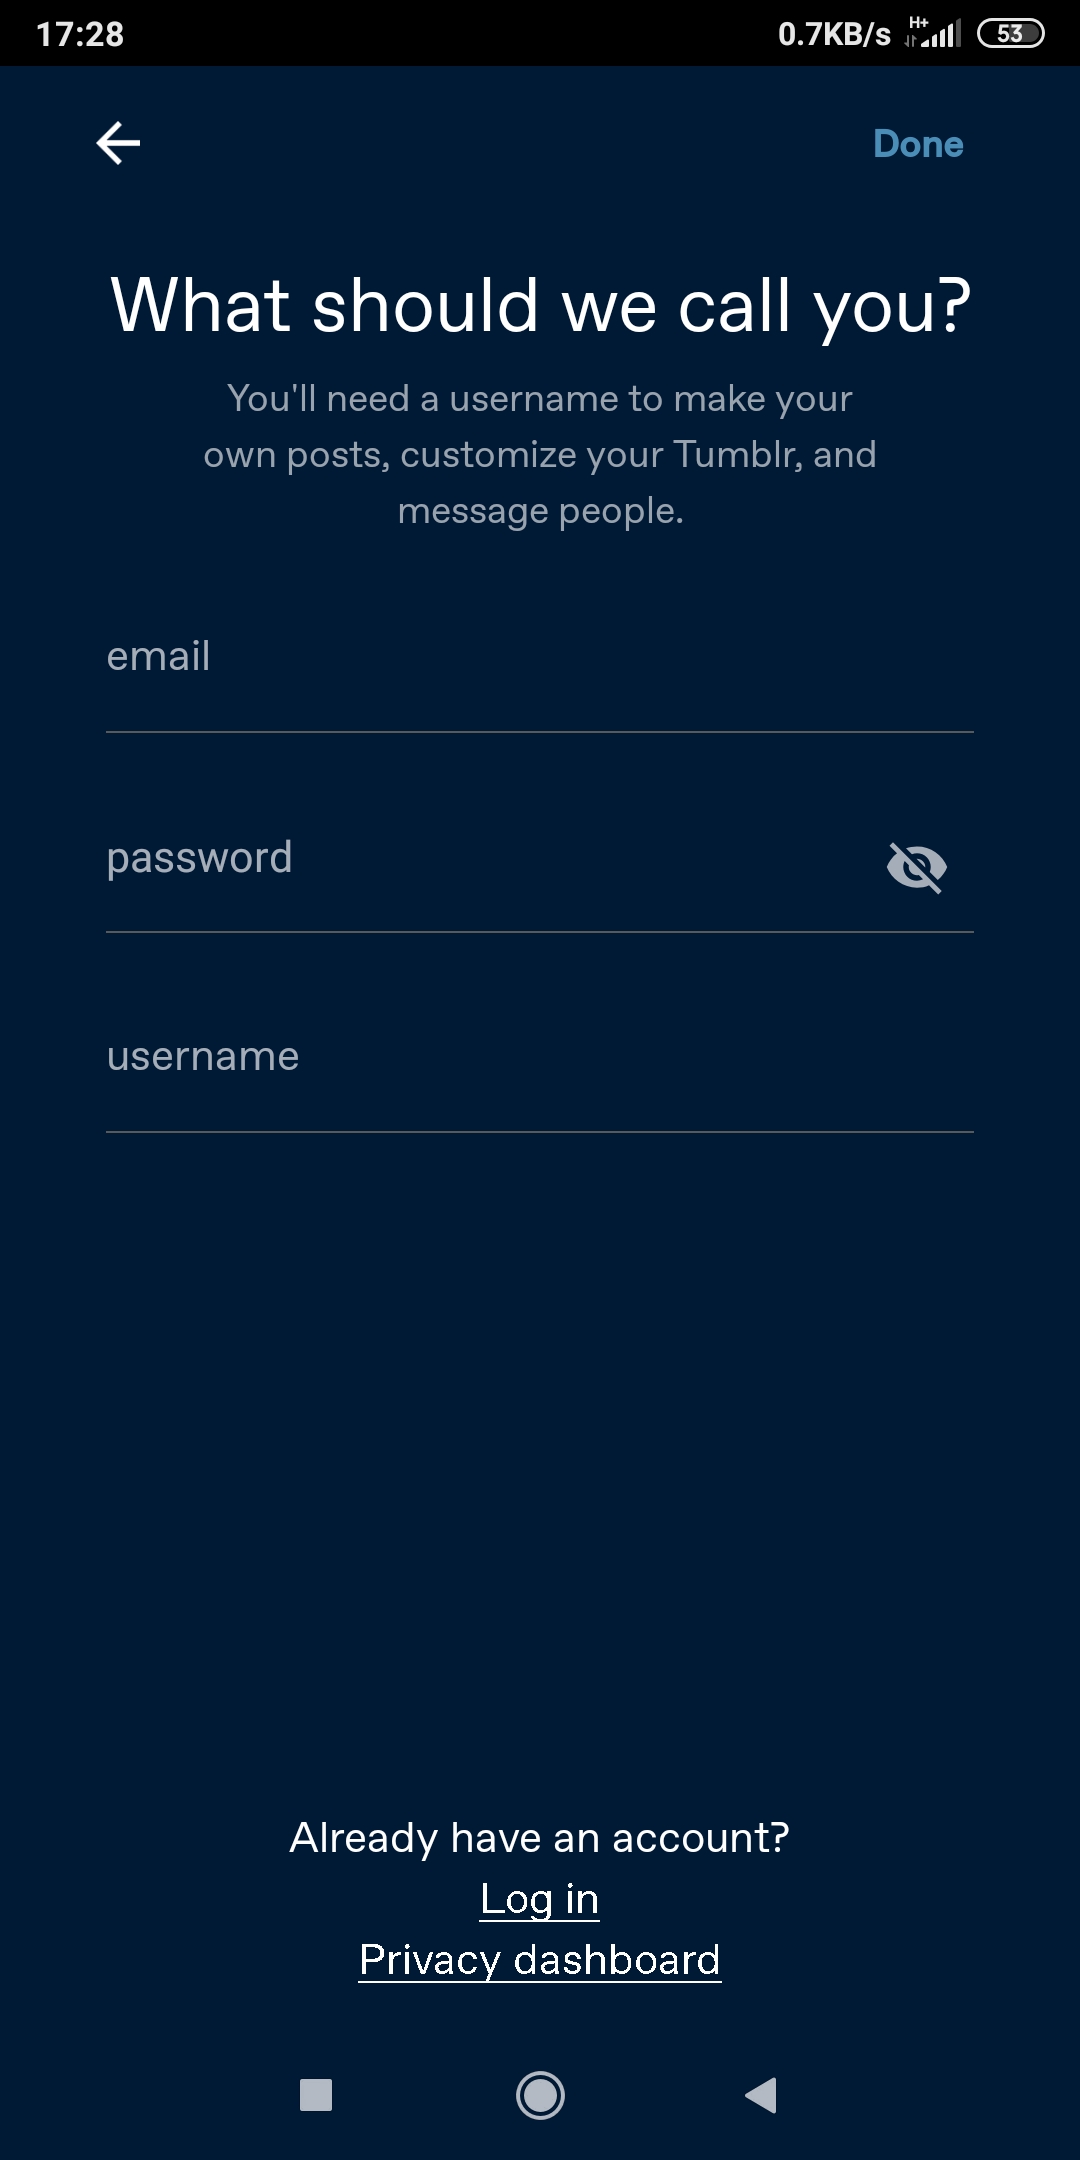 17:28 0.7KB/s H+ 53
Done
What should we call you?
You'll need a username to make your
own posts, customize your Tumblr, and
message people.
email
password
username
Already have an account?
Log in
Privacy dashboard